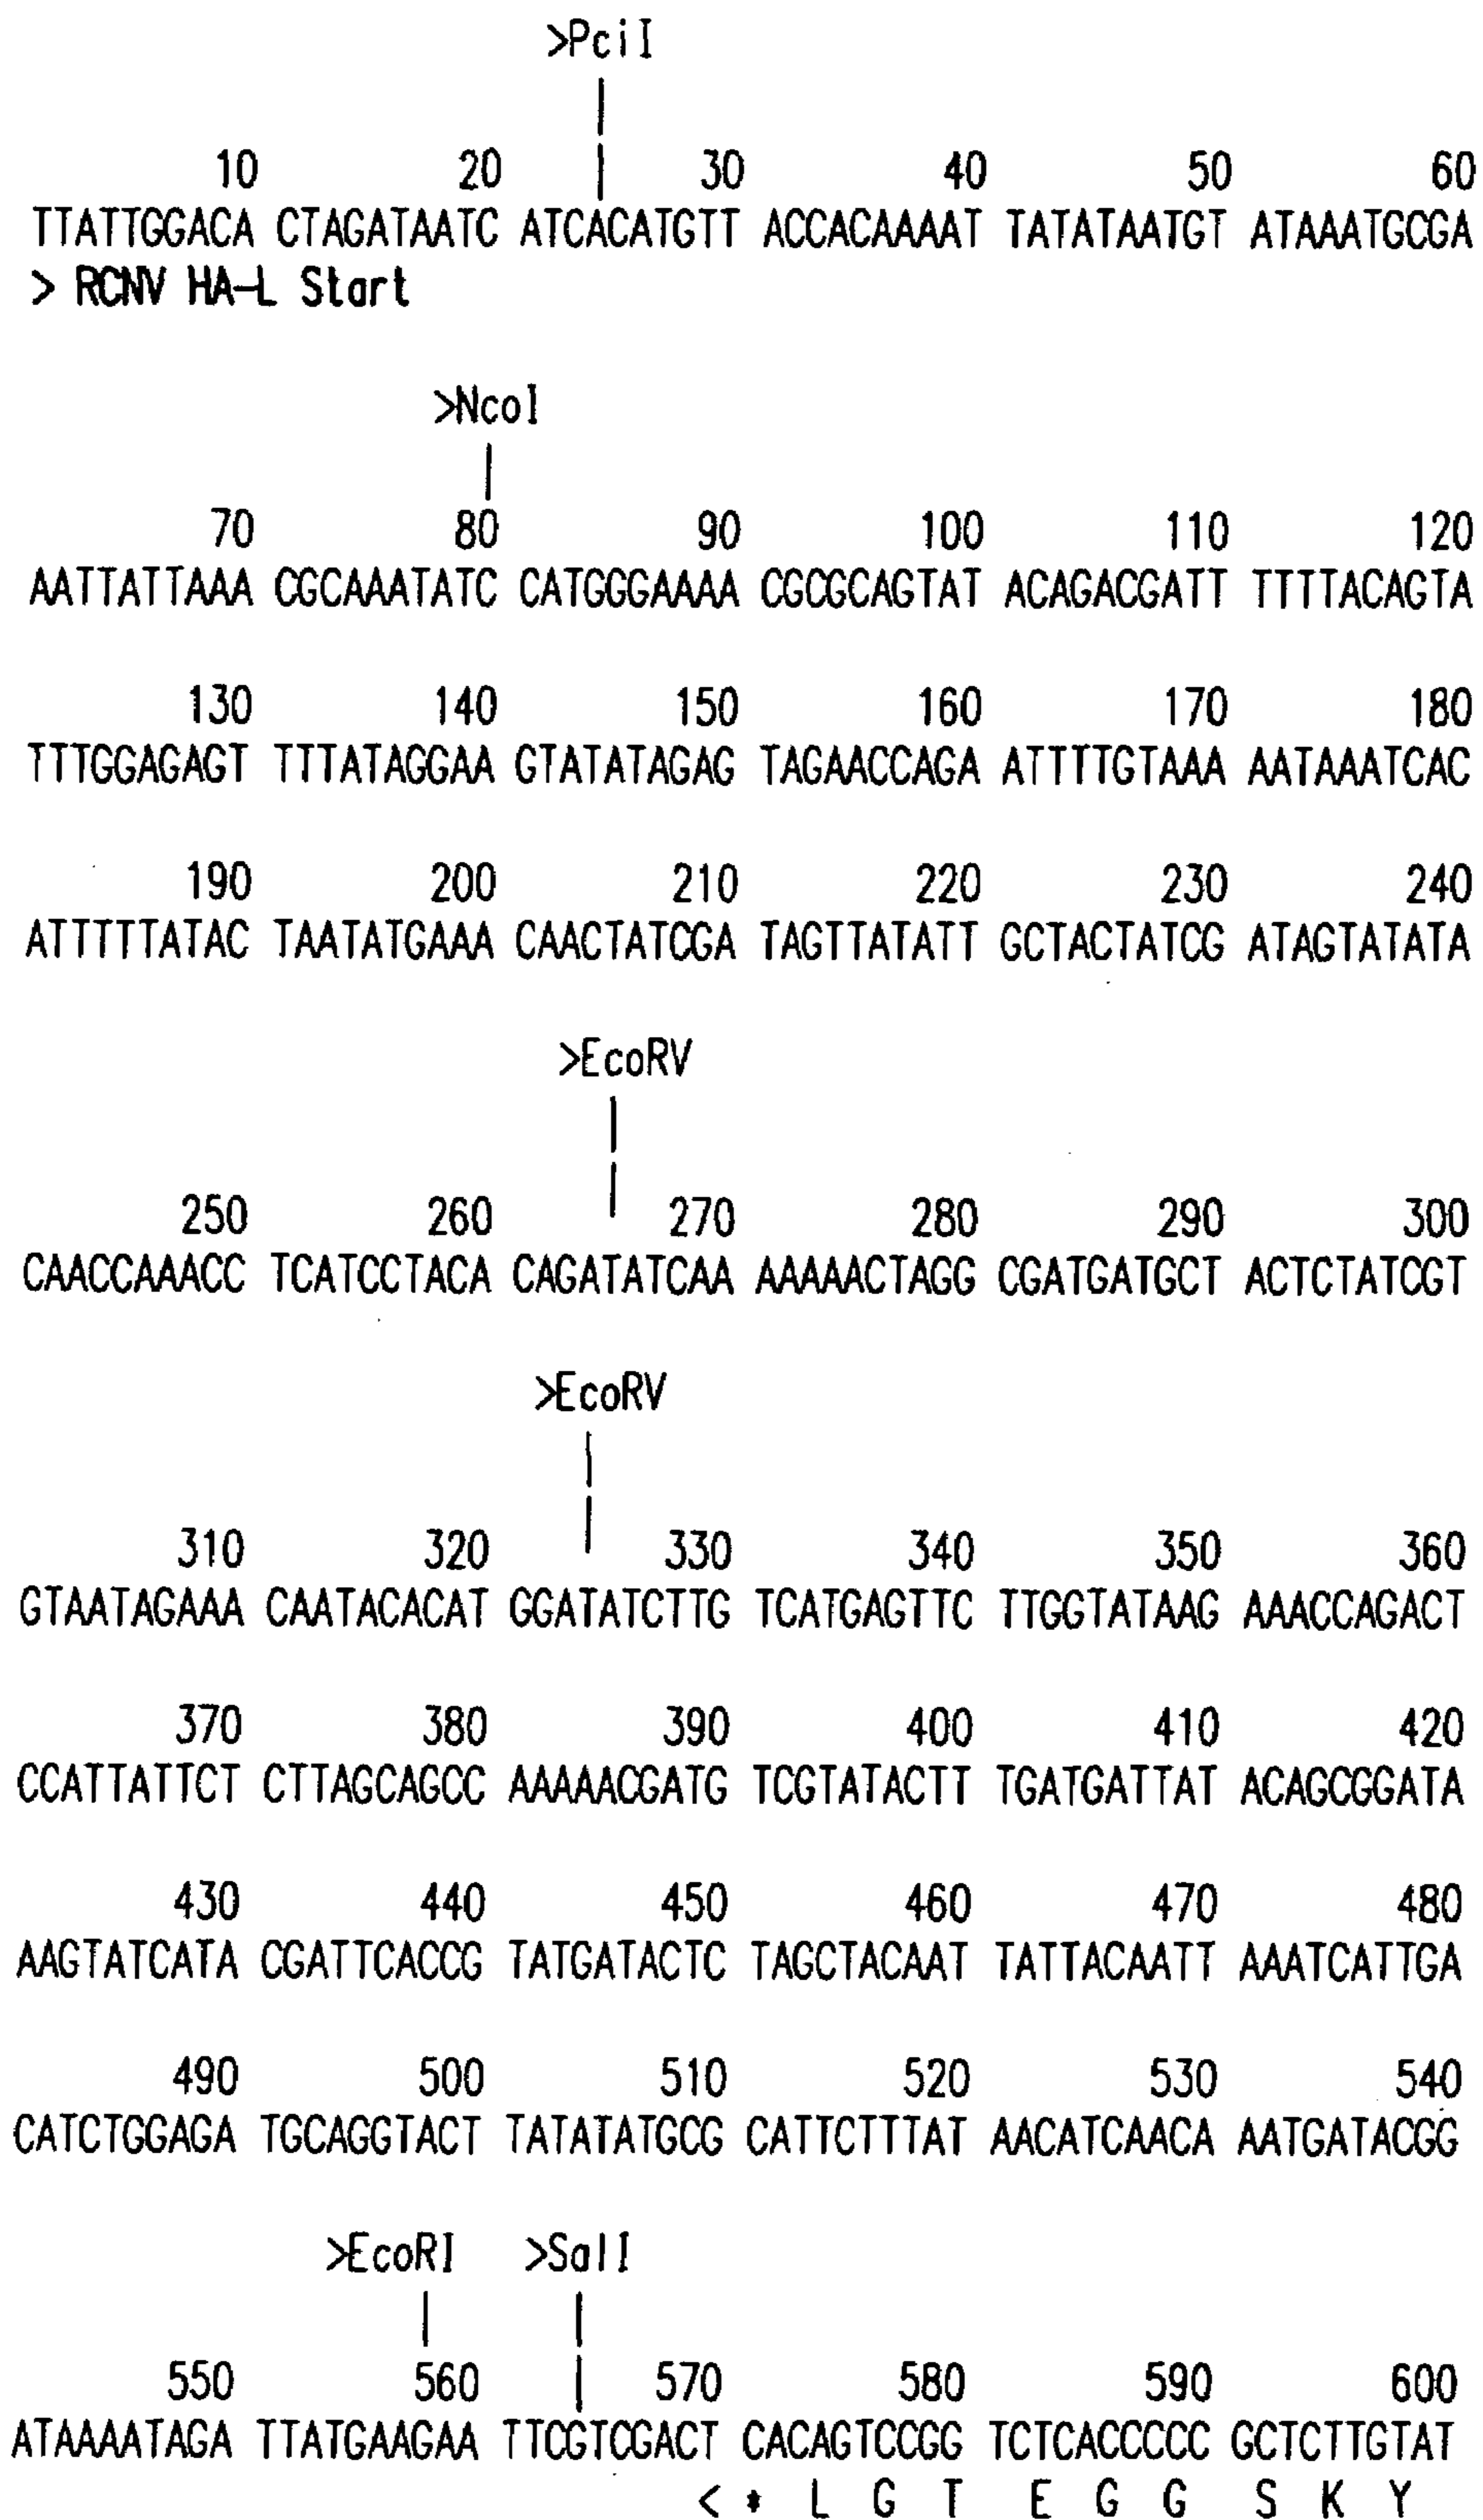 >PciI
10 20 30 40 50 60
TTATTGGACA CTAGATAATC ATCACATGTT ACCACAAAAT TATATAATGT ATAAATGCGA
> RCNV HA-L Start
>NcoI
70 80 90 100 110 120
AATTATTAAA CGCAAATATC CATGGGAAAA CGCGCAGTAT ACAGACGATT TTTTACAGTA
130 140 150 160 170 180
TTTGGAGAGT TTTATAGGAA GTATATAGAG TAGAACCAGA ATTTTGTAAA AATAAATCAC
190 200 210 220 230 240
ATTTTTATAC TAATATGAAA CAACTATCGA TAGTTATATT GCTACTATCG ATAGTATATA
>EcoRV
250 260 270 280 290 300
CAACCAAACC TCATCCTACA CAGATATCAA AAAAACTAGG CGATGATGCT ACTCTATCGT
>EcoRV
310 320 330 340 350 360
GTAATAGAAA CAATACACAT GGATATCTTG TCATGAGTTC TTGGTATAAG AAACCAGACT
370 380 390 400 410 420
CCATTATTCT CTTAGCAGCC AAAAACGATG TCGTATACTT TGATGATTAT ACAGCGGATA
430 440 450 460 470 480
AAGTATCATA CGATTCACCG TATGATACTC TAGCTACAAT TATTACAATT AAATCATTGA
490 500 510 520 530 540
CATCTGGAGA TGCAGGTACT TATATATGCG CATTCTTTAT AACATCAACA AATGATACGG
>EcoRI >SalI
550 560 570 580 590 600
ATAAAATAGA TTATGAAGAA TTCGTCGACT CACAGTCCGG TCTCACCCCC GCTCTTGTAT
< * L G T E G G S K Y